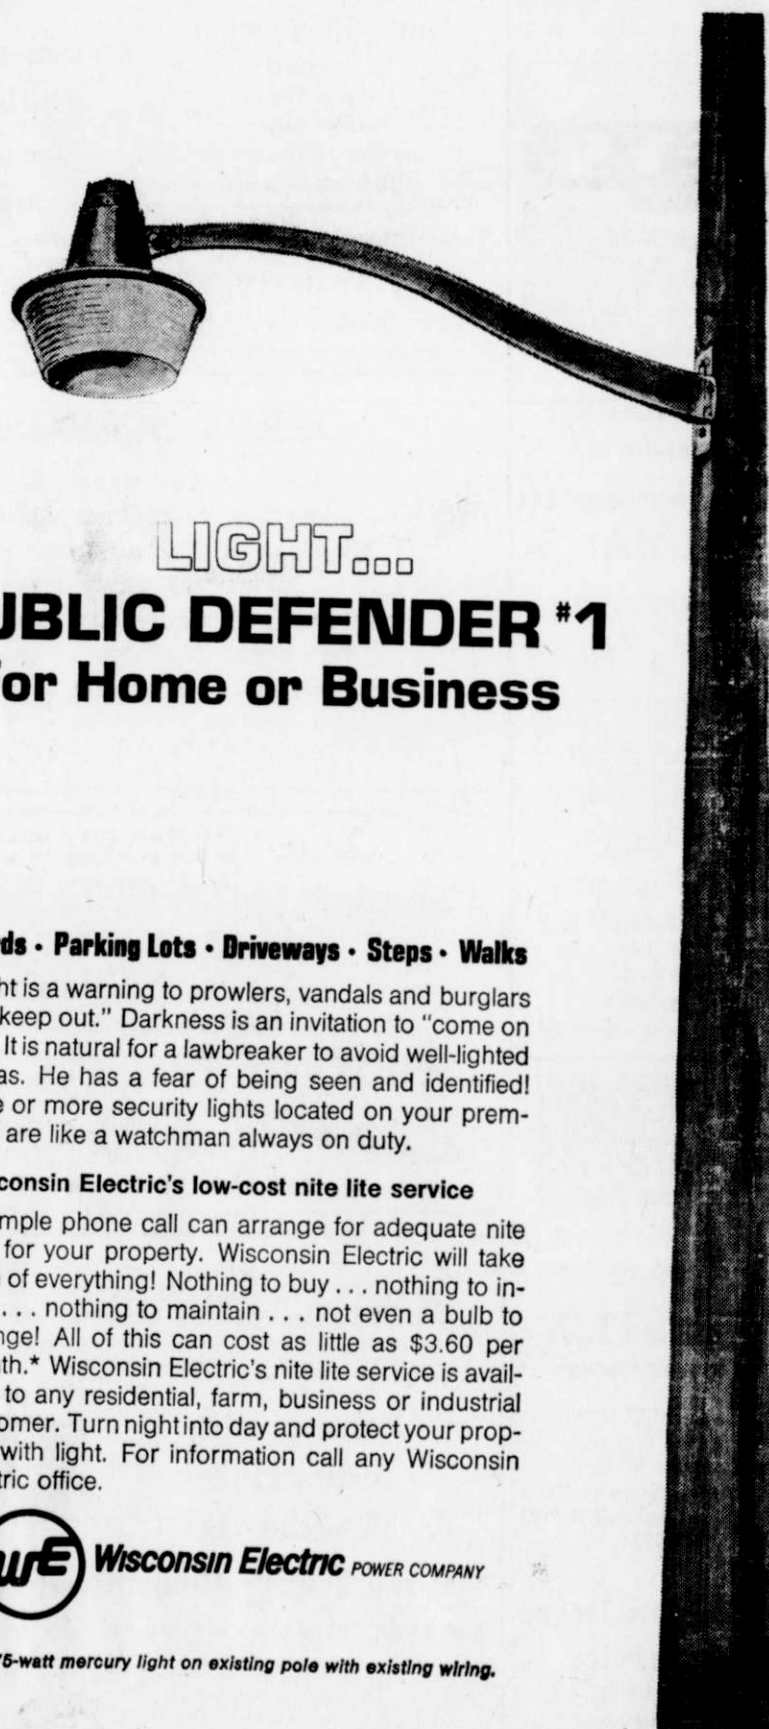 LIGHT...
UBLIC DEFENDER #1
or Home or Business
ds • Parking Lots • Driveways • Steps • Walks
ht is a warning to prowlers, vandals and burglars
keep out.” Darkness is an invitation to “come on
It is natural for a lawbreaker to avoid well-lighted
as. He has a fear of being seen and identified!
e or more security lights located on your prem-
are like a watchman always on duty.
consin Electric's low-cost nite lite service
mple phone call can arrange for adequate nite
for your property. Wisconsin Electric will take
of everything! Nothing to buy . . . nothing to in-
. . . nothing to maintain . . . not even a bulb to
nge! All of this can cost as little as $3.60 per
th.* Wisconsin Electric's nite lite service is avail-
to any residential, farm, business or industrial
omer. Turn night into day and protect your prop-
with light. For information call any Wisconsin
tric office.
WE Wisconsin Electric POWER COMPANY
75-watt mercury light on existing pole with existing wiring.